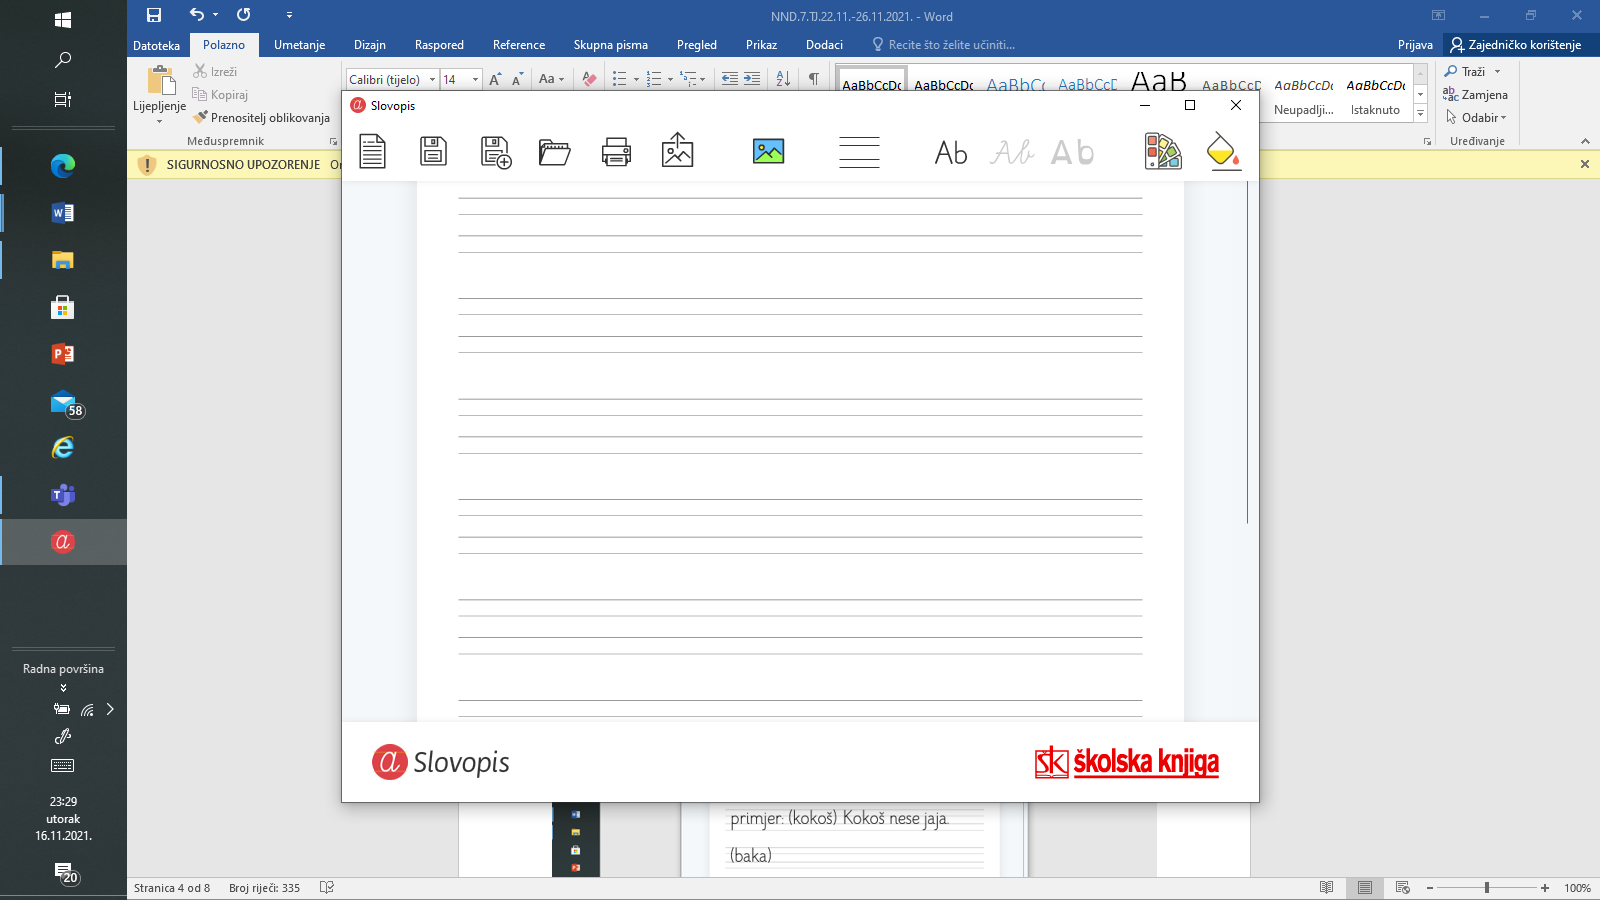 NND.7.TJ.22.11.-26.11.2021. - Word
Datoteka Polazno Umetanje Dizajn Raspored Reference Skupna pisma Pregled Prikaz Dodaci Recite što želite učiniti... Prijava Zajedničko korištenje
Lijepljenje
Izreži
Kopiraj
Prenositelj oblikovanja
Međuspremnik
Calibri (tijelo) 14
AaBbCcDc AaBbCcDc AaBbCc AaBbCcD AaB AaBbCcD AaBbCcDc AaBbCcDc
Neupadlji... Istaknuto
Traži
Zamjena
Odabir
Uređivanje
SIGURNOSNO UPOZORENJE
Slovopis
Ab Ab Ab
Slovopis
šk školska knjiga
primjer: (kokoš) Kokoš nese jaja.
(baka)
58
Radna površina
23:29
utorak
16.11.2021.
20
Stranica 4 od 8 Broj riječi: 335
100%